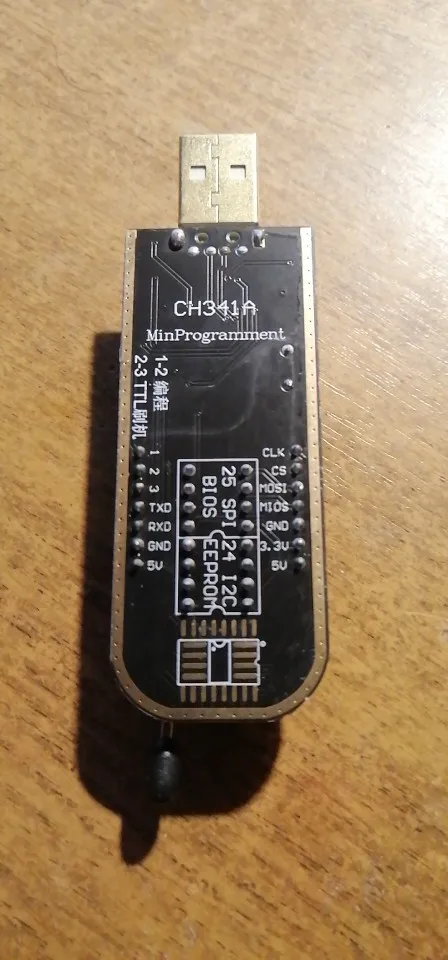 CH341A
MinProgramment
1-2 编程
2-3 TTL刷机
1
2
3
TXD
RXD
GND
5V
25 SPI
BIOS
24 I2C
EEPROM
CLK
CS
MOSI
MIOS
GND
3.3V
5V